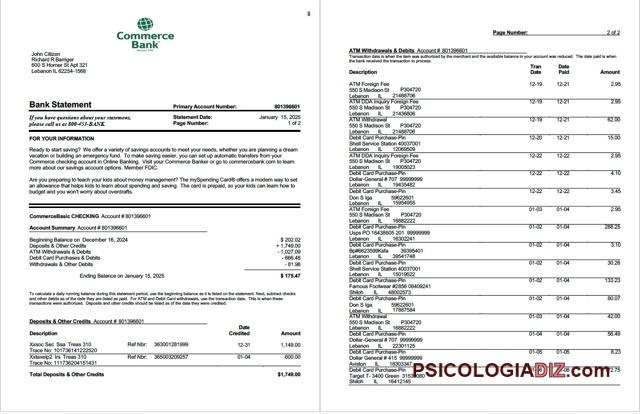 Commerce
Bank
Member FDIC
John Citizen
Richard R Barriger
600 S Horner St Apt 321
Lebanon IL 62254-1568
Bank Statement
Primary Account Number: 801396601
If you have questions about your statement,
please call us at 800-453-BANK.
Statement Date: January 15, 2025
Page Number: 1 of 2
FOR YOUR INFORMATION
Ready to start saving? We offer a variety of savings accounts to meet your needs, whether you are planning a dream
vacation or building an emergency fund. To make saving easier, you can set up automatic transfers from your
Commerce checking account in Online Banking. Visit your Commerce Banker or go to commercebank.com to learn
more about our savings account options. Member FDIC.
Are you preparing to teach your kids about money management? The mySpending Card® offers a modern way to set
an allowance that helps kids to learn about spending and saving. The card is prepaid, so your kids can learn how to
budget and you won't worry about overdrafts.
CommerceBasic CHECKING Account # 801396601
Account Summary Account # 801396601
Beginning Balance on December 16, 2024 $ 202.02
Deposits & Other Credits + 1,749.00
ATM Withdrawals & Debits - 1,027.09
Debit Card Purchases & Debits - 666.48
Withdrawals & Other Debits - 81.98
Ending Balance on January 15, 2025 $ 175.47
To calculate a daily running balance during this statement period, use the beginning balance as it is listed on the statement. Next, subtract checks
and other debits as of the date they are listed as paid. For ATM and Debit Card withdrawals, use the transaction date. This is when these
transactions were authorized. Deposits and other credits should be added as of the date they were credited.
Deposits & Other Credits Account # 801396601
Description Date Credited Amount
Xxsoc Sec Ssa Treas 310 Ref Nbr: 363001281999 12-31 1,149.00
Trace No: 101736141222520
Xxtaxeip2 Irs Treas 310 Ref Nbr: 365003209257 01-04 600.00
Trace No: 111736204151431
Total Deposits & Other Credits $1,749.00
Page Number: 2 of 2
ATM Withdrawals & Debits Account # 801396601
Transaction date is when the item was authorized by the merchant and the available balance in your account was reduced. The date paid is when
the bank received the transaction to process.
Description Tran Date Date Paid Amount
ATM Foreign Fee 12-19 12-21 2.95
550 S Madison St P304720
Lebanon IL 21488706
ATM DDA Inquiry Foreign Fee 12-19 12-21 2.95
550 S Madison St P304720
Lebanon IL 21436806
ATM Withdrawal 12-19 12-21 62.00
550 S Madison St P304720
Lebanon IL 21488706
Debit Card Purchase-Pin 12-20 12-21 15.00
Shell Service Station 40037001
Lebanon IL 12069509
ATM DDA Inquiry Foreign Fee 12-22 12-22 2.95
550 S Madison St P304720
Lebanon IL 19005023
Debit Card Purchase-Pin 12-22 12-22 4.10
Dollar-General # 707 99999999
Lebanon IL 19435482
Debit Card Purchase-Pin 12-22 12-22 3.45
Don S Iga 59622601
Lebanon IL 15954955
ATM Foreign Fee 01-03 01-04 2.95
550 S Madison St P304720
Lebanon IL 16882222
Debit Card Purchase-Pin 01-02 01-04 288.25
Usps PO 16438605 201 99999999
Lebanon IL 16302241
Debit Card Purchase-Pin 01-02 01-04 3.10
39395401
Lebanon IL 39541748
Debit Card Purchase-Pin 01-02 01-04 30.26
Shell Service Station 40037001
Lebanon IL 15019522
Debit Card Purchase-Pin 01-02 01-04 133.23
Famous Footwear #2856 08409241
Shiloh IL 48002573
Debit Card Purchase-Pin 01-02 01-04 80.07
Don S Iga 59622601
Lebanon IL 17887584
ATM Withdrawal 01-03 01-04 42.00
550 S Madison St P304720
Lebanon IL 16882222
Debit Card Purchase-Pin 01-04 01-04 56.49
Dollar-General # 707 99999999
Lebanon IL 22301125
Debit Card Purchase-Pin 01-05 01-05 8.23
Dollar General # 415 99999999
Aviston IL 18303347
Debit Card Purchase-Pin
Target T- 3400 Green
Shiloh IL 16412145
PSICOLOGIADIZ.com